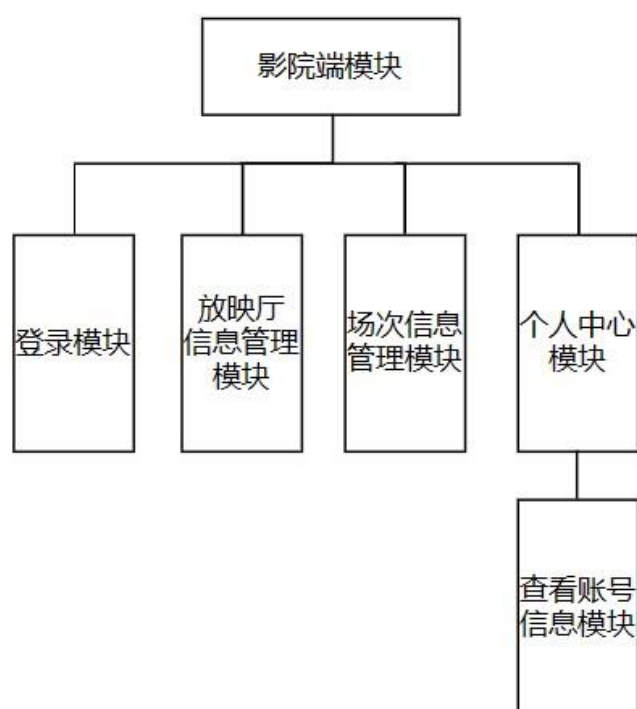 影院端模块
登录模块
放映厅
信息管理
模块
场次信息
管理模块
个人中心
模块
查看账号
信息模块